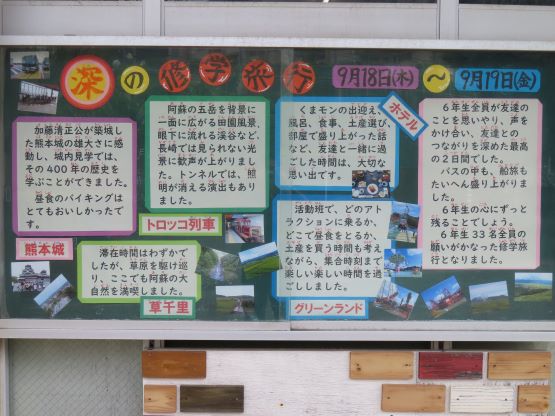 深の修学旅行
9月18日(木)
～
9月19日(金)
加藤清正公が築城し
た熊本城の雄大さに感
動し、城内見学では、
その400年の歴史を
学ぶことができました。
昼食のバイキングは
とてもおいしかったで
す。
熊本城
阿蘇の五岳を背景に
一面に広がる田園風景、
眼下に流れる渓谷など、
長崎では見られない光
景に歓声が上がりまし
た。トンネルでは、照
明が消える演出もあり
ました。
トロッコ列車
滞在時間はわずかで
したが、草原を駆け巡
り、ここでも阿蘇の大
自然を満喫しました。
草千里
くまモンの出迎え、
風呂、食事、土産選び、
部屋で盛り上がった話
など、友達と一緒に過
ごした時間は、大切な
思い出です。
ホテル
活動班で、どのアト
ラクションに乗るか、
どこで昼食をとるか、
土産を買う時間も考え
ながら、集合時刻まで
楽しい楽しい時間を過
ごししました。
グリーンランド
6年生全員が友達の
ことを思いやり、声を
かけ合い、友達との
つながりを深めた最高
の2日間でした。
バスの中も、船旅も
たいへん盛り上がりま
した。
6年生の心にずっと
残ることでしょう。
6年生33名全員の
願いがかなった修学旅
行となりました。